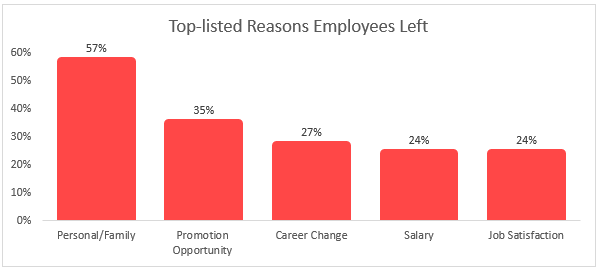 Top-listed Reasons Employees Left
60%
50%
40%
30%
20%
10%
0%
57%
35%
27%
24%
24%
Personal/Family
Promotion
Opportunity
Career Change
Salary
Job Satisfaction